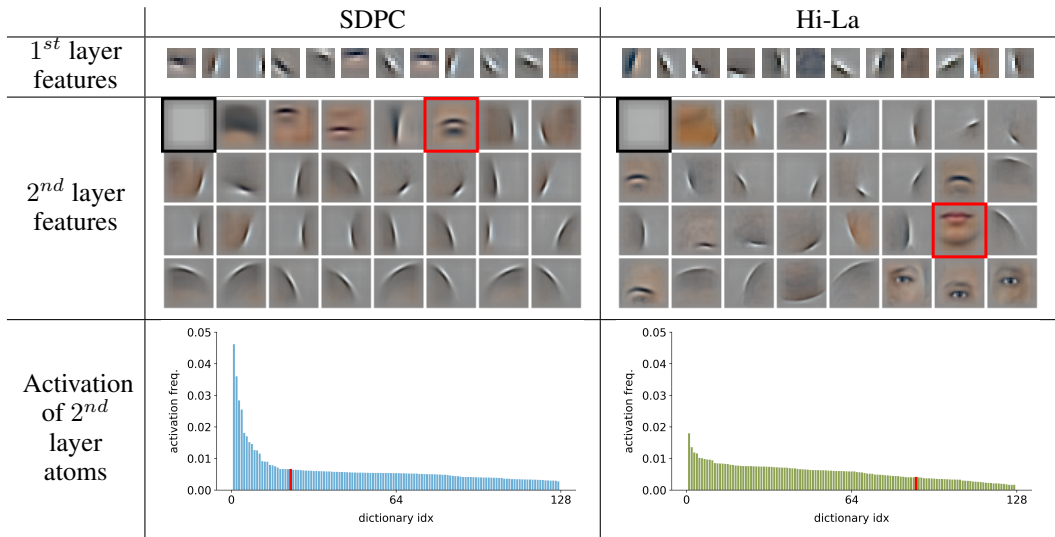 SDPC
Hi-La
1st layer
features
2nd layer
features
Activation
of 2nd
layer
atoms
0.05
0.04
0.03
0.02
0.01
0.00
activation freq.
0
64
128
dictionary idx
0.05
0.04
0.03
0.02
0.01
0.00
activation freq.
0
64
128
dictionary idx